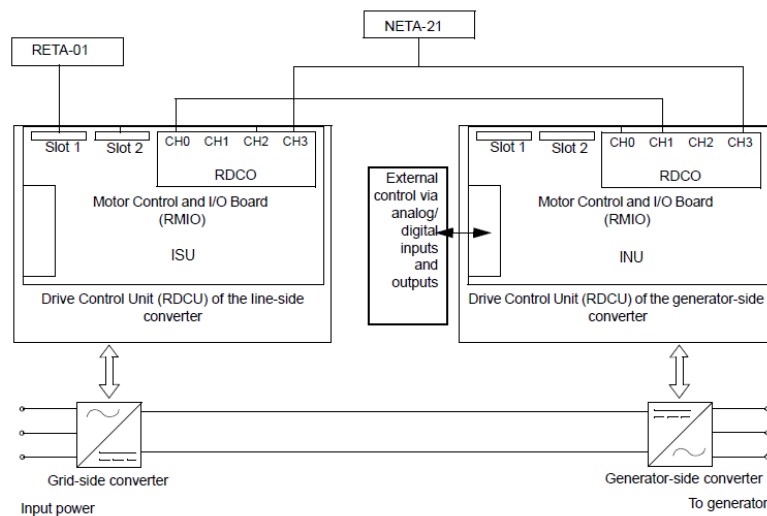 NETA-21
RETA-01
Slot 1 Slot 2 CH0 CH1 CH2 CH3
RDCO
Motor Control and I/O Board
(RMIO)
ISU
Drive Control Unit (RDCU) of the line-side
converter
External
control via
analog/
digital
inputs
and
outputs
Slot 1 Slot 2 CH0 CH1 CH2 CH3
RDCO
Motor Control and I/O Board
(RMIO)
INU
Drive Control Unit (RDCU) of the generator-side
converter
Grid-side converter
Input power
Generator-side converter
To generator